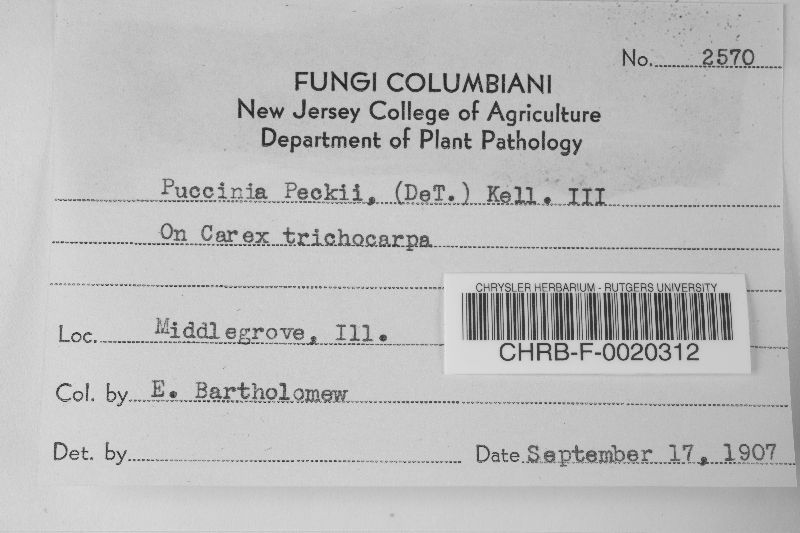 No. 2570
FUNGI COLUMBIANI
New Jersey College of Agriculture
Department of Plant Pathology
Puccinia Peckii, (DeT.) Kell. III
On Carex trichocarpa
CHRYSLER HERBARIUM - RUTGERS UNIVERSITY
CHRB-F-0020312
Loc. Middlegrove, Ill.
Col. by E. Bartholomew
Det. by
Date September 17, 1907